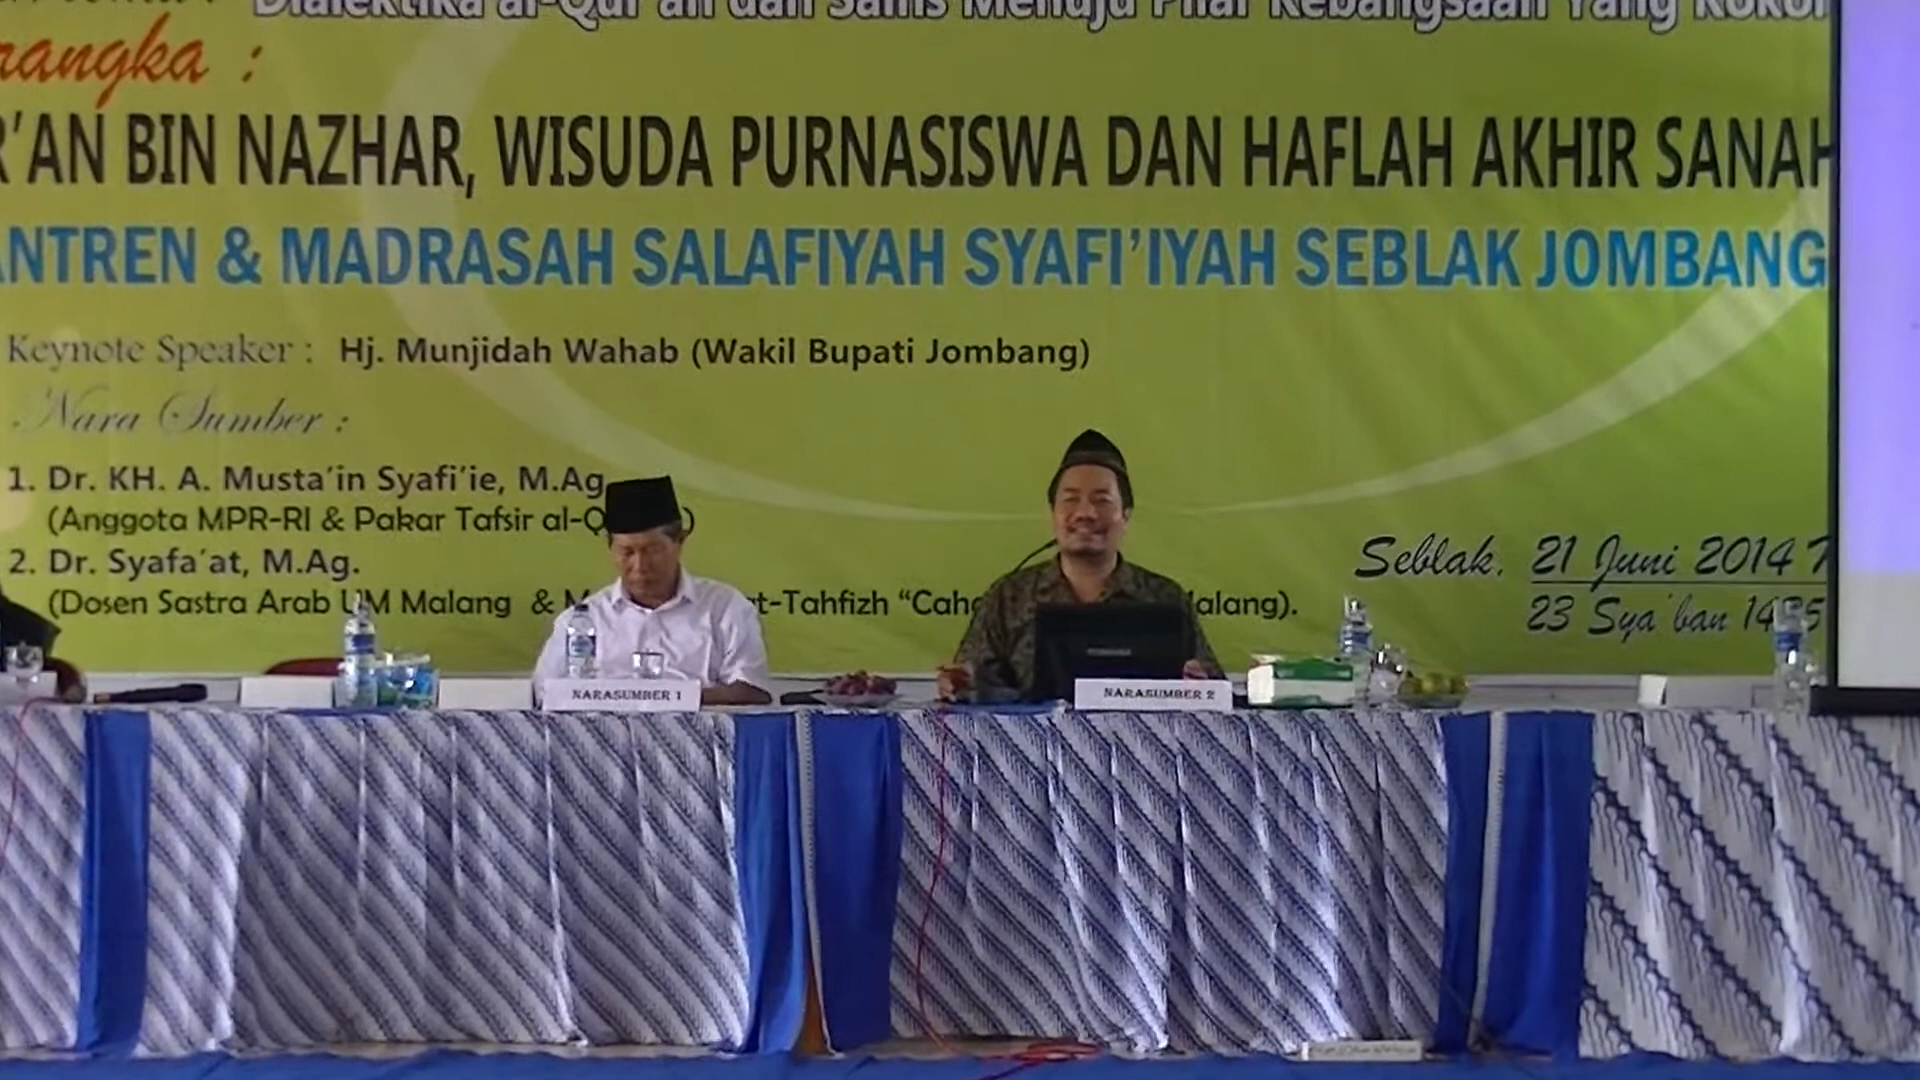 Dialektika al-Qur'an dan Sains Menuju Pilar Kebangsaan Yang Kokoh
rangka :
R'AN BIN NAZHAR, WISUDA PURNASISWA DAN HAFLAH AKHIR SANAH
ANTREN & MADRASAH SALAFIYAH SYAFI'IYAH SEBLAK JOMBANG
Keynote Speaker : Hj. Munjidah Wahab (Wakil Bupati Jombang)
Nara Sumber :
1. Dr. KH. A. Musta'in Syafi'ie, M.Ag
(Anggota MPR-RI & Pakar Tafsir al-Q )
2. Dr. Syafa'at, M.Ag.
(Dosen Sastra Arab UM Malang & M t-Tahfizh "Caha Malang).
Seblak, 21 Juni 2014
23 Sya'ban 1435
NARASUMBER 1
NARASUMBER 2